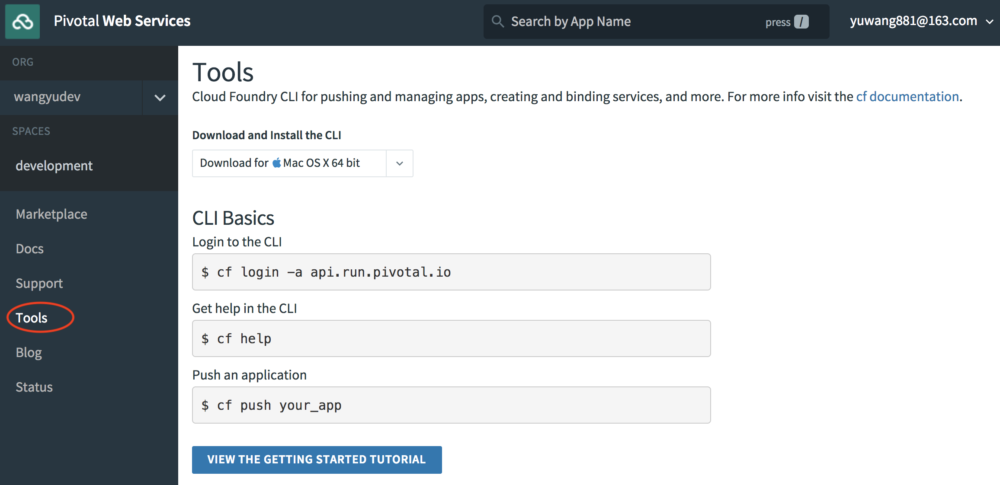 Pivotal Web Services
Search by App Name
press /
yuwang881@163.com
ORG
wangyudev
SPACES
development
Marketplace
Docs
Support
Tools
Blog
Status
Tools
Cloud Foundry CLI for pushing and managing apps, creating and binding services, and more. For more info visit the cf documentation.
Download and Install the CLI
Download for Mac OS X 64 bit
CLI Basics
Login to the CLI
$ cf login -a api.run.pivotal.io
Get help in the CLI
$ cf help
Push an application
$ cf push your_app
VIEW THE GETTING STARTED TUTORIAL